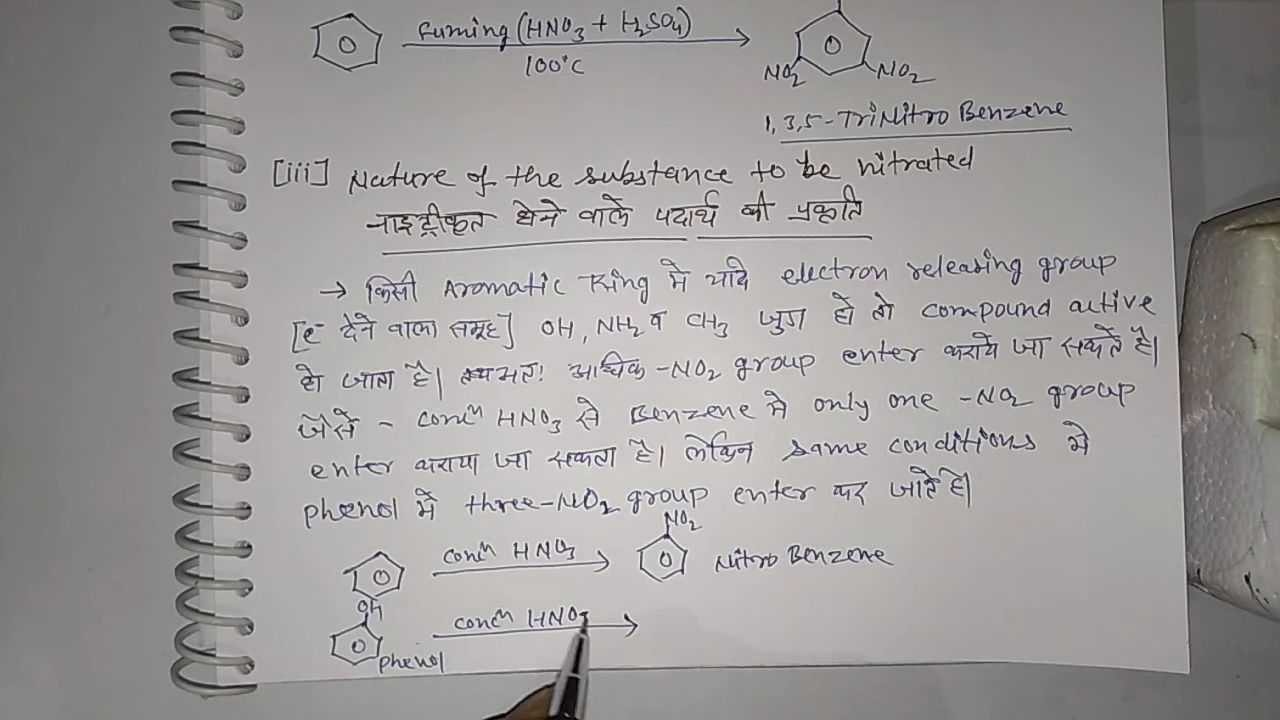 Fuming (HNO3 + H2SO4)
100°C
NO2
NO2
1,3,5-TriNitro Benzene
[iii] Nature of the substance to be nitrated
नाइट्रीकृत होने वाले पदार्थ की प्रकृति
→ किसी Aromatic Ring मे यदि electron releasing group
[e⁻ देने वाला समूह] OH, NH2 व CH3 जुडा हो तो compound active
हो जाता है। अतः अधिक -NO2 group enter कराये जा सकते है।
जैसे - concn HNO3 से Benzene मे only one -NO2 group
enter कराया जा सकता है। लेकिन same conditions मे
phenol में three-NO2 group enter कर जाते है।
concn HNO3
NO2
Nitro Benzene
OH
phenol
concn HNO3